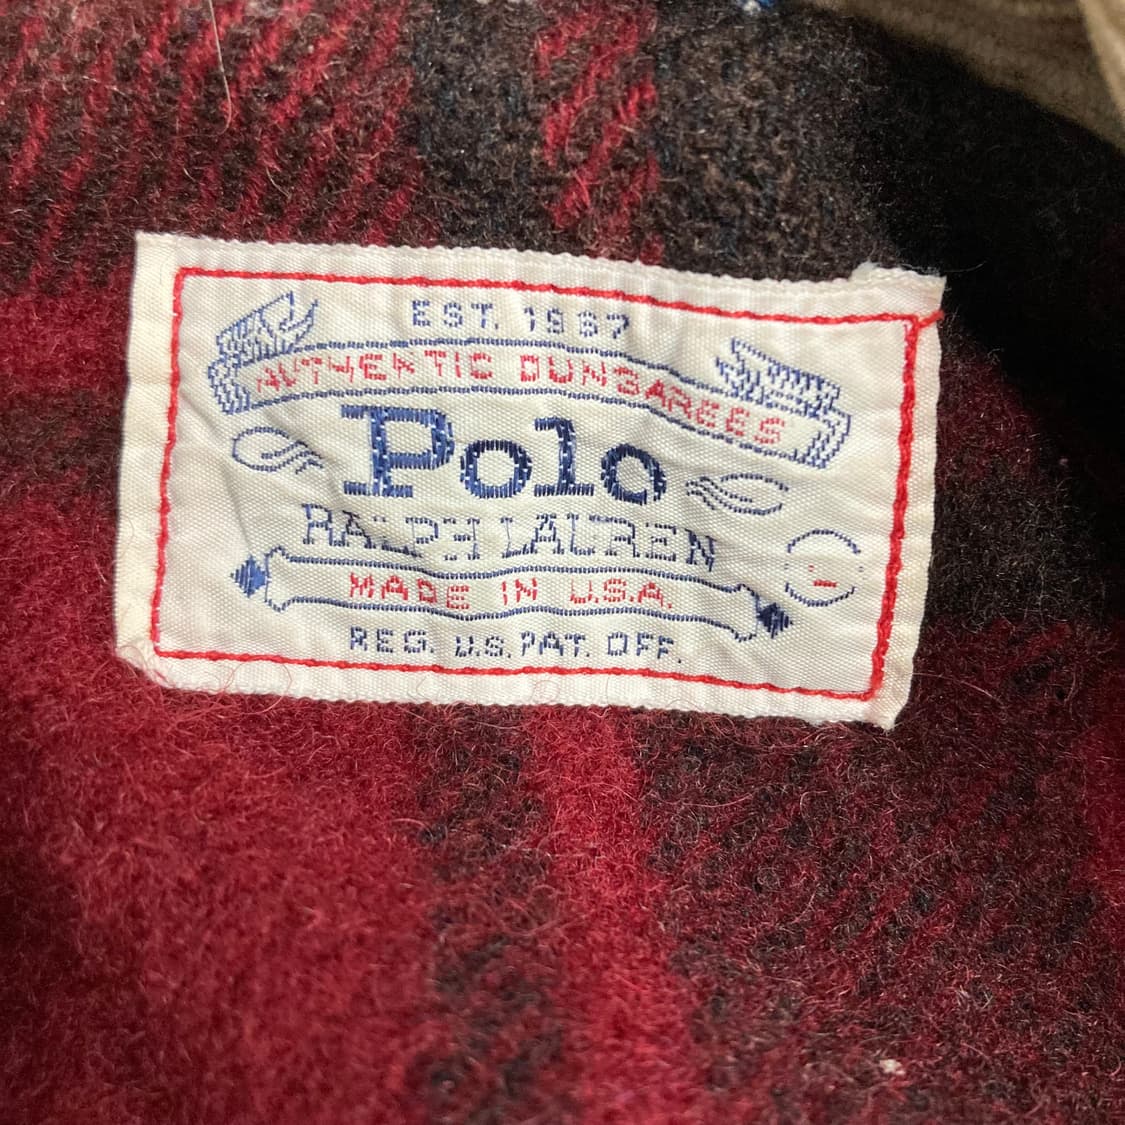 EST. 1967
AUTHENTIC DUNGAREES
Polo
RALPH LAUREN
MADE IN U.S.A.
REG. U.S. PAT. OFF.